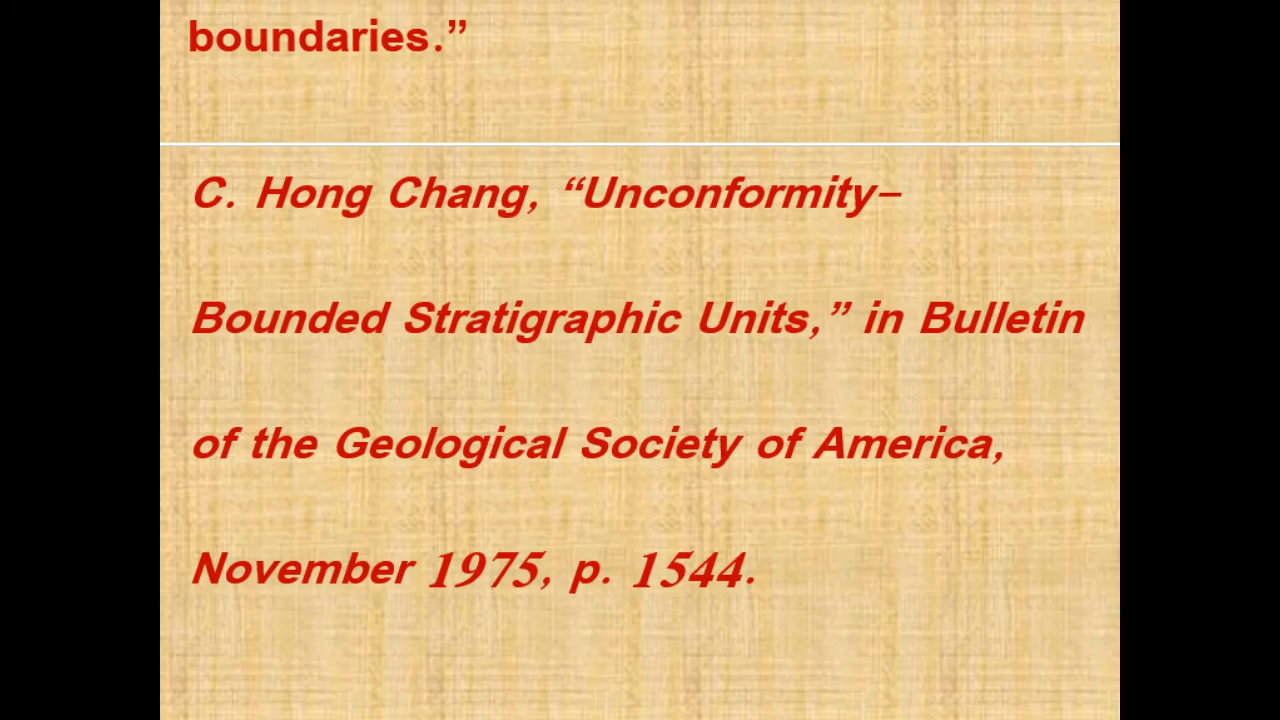 boundaries.”
C. Hong Chang, “Unconformity–
Bounded Stratigraphic Units,” in Bulletin
of the Geological Society of America,
November 1975, p. 1544.